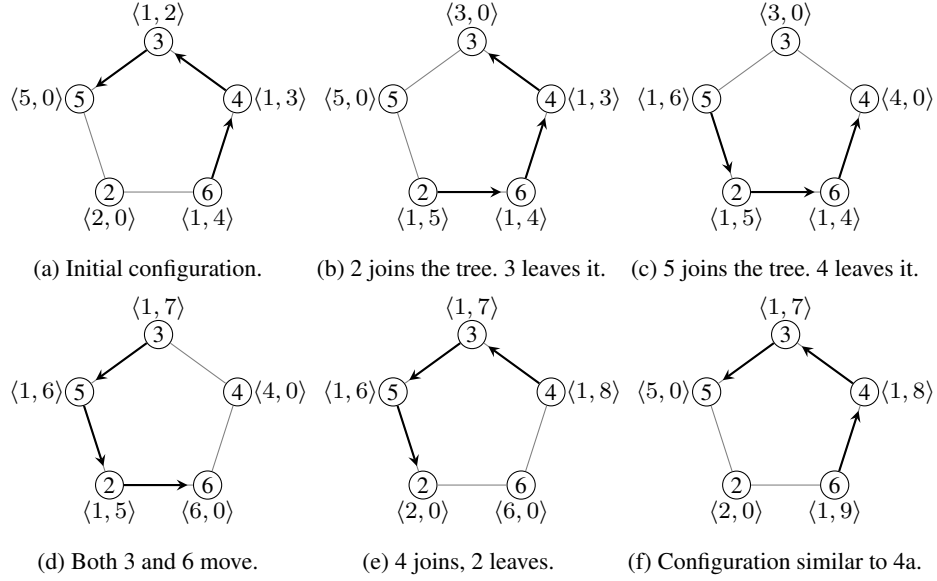 ⟨1, 2⟩ ⟨3, 0⟩ ⟨3, 0⟩
3 3 3
⟨5, 0⟩ 5 4 ⟨1, 3⟩ ⟨5, 0⟩ 5 4 ⟨1, 3⟩ ⟨1, 6⟩ 5 4 ⟨4, 0⟩
2 6 2 6 2 6
⟨2, 0⟩ ⟨1, 4⟩ ⟨1, 5⟩ ⟨1, 4⟩ ⟨1, 5⟩ ⟨1, 4⟩
(a) Initial configuration. (b) 2 joins the tree. 3 leaves it. (c) 5 joins the tree. 4 leaves it.
⟨1, 7⟩ ⟨1, 7⟩ ⟨1, 7⟩
3 3 3
⟨1, 6⟩ 5 4 ⟨4, 0⟩ ⟨1, 6⟩ 5 4 ⟨1, 8⟩ ⟨5, 0⟩ 5 4 ⟨1, 8⟩
2 6 2 6 2 6
⟨1, 5⟩ ⟨6, 0⟩ ⟨2, 0⟩ ⟨6, 0⟩ ⟨2, 0⟩ ⟨1, 9⟩
(d) Both 3 and 6 move. (e) 4 joins, 2 leaves. (f) Configuration similar to 4a.